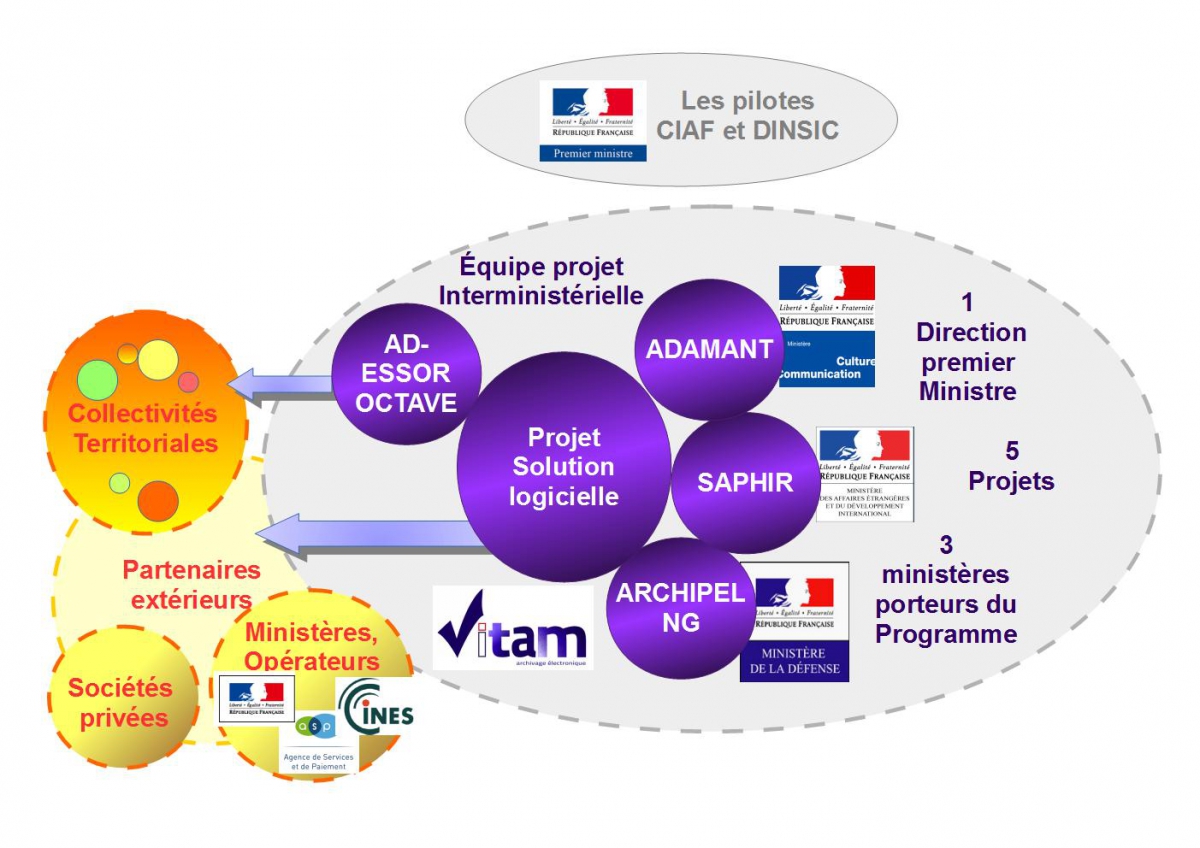 Liberté • Égalité • Fraternité
RÉPUBLIQUE FRANÇAISE
Premier ministre
Les pilotes
CIAF et DINSIC
Équipe projet
Interministérielle
AD-
ESSOR
OCTAVE
ADAMANT
Liberté • Égalité • Fraternité
RÉPUBLIQUE FRANÇAISE
Ministère
Culture
Communication
1
Direction
premier
Ministre
Collectivités
Territoriales
Projet
Solution
logicielle
SAPHIR
Liberté • Égalité • Fraternité
RÉPUBLIQUE FRANÇAISE
MINISTÈRE
DES AFFAIRES ÉTRANGÈRES
ET DU DÉVELOPPEMENT
INTERNATIONAL
5
Projets
Partenaires
extérieurs
ARCHIPEL
NG
Liberté • Égalité • Fraternité
RÉPUBLIQUE FRANÇAISE
MINISTÈRE
DE LA DÉFENSE
3
ministères
porteurs du
Programme
Vitam
archivage électronique
Ministères,
Opérateurs
Sociétés
privées
Liberté • Égalité • Fraternité
RÉPUBLIQUE FRANÇAISE
CINES
asp
Agence de Services
et de Paiement